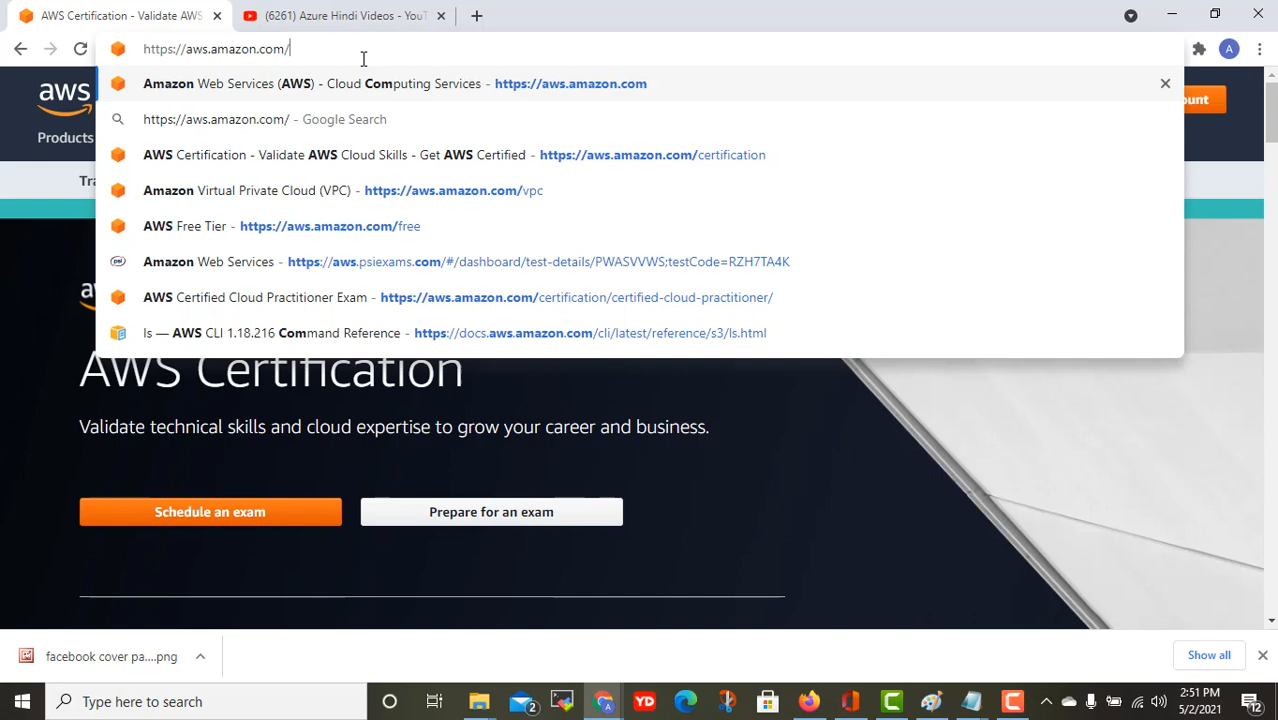 AWS Certification - Validate AWS
(6261) Azure Hindi Videos - YouT
https://aws.amazon.com/
A
aws
Amazon Web Services (AWS) - Cloud Computing Services - https://aws.amazon.com
ount
https://aws.amazon.com/ - Google Search
Products
AWS Certification - Validate AWS Cloud Skills - Get AWS Certified - https://aws.amazon.com/certification
Tra
Amazon Virtual Private Cloud (VPC) - https://aws.amazon.com/vpc
AWS Free Tier - https://aws.amazon.com/free
psi Amazon Web Services - https://aws.psiexams.com/#/dashboard/test-details/PWASVVWS;testCode=RZH7TA4K
AWS Certified Cloud Practitioner Exam - https://aws.amazon.com/certification/certified-cloud-practitioner/
ls — AWS CLI 1.18.216 Command Reference - https://docs.aws.amazon.com/cli/latest/reference/s3/ls.html
AWS Certification
Validate technical skills and cloud expertise to grow your career and business.
Schedule an exam
Prepare for an exam
facebook cover pa....png
Show all
Type here to search
2
A
YD
2:51 PM
5/2/2021
12